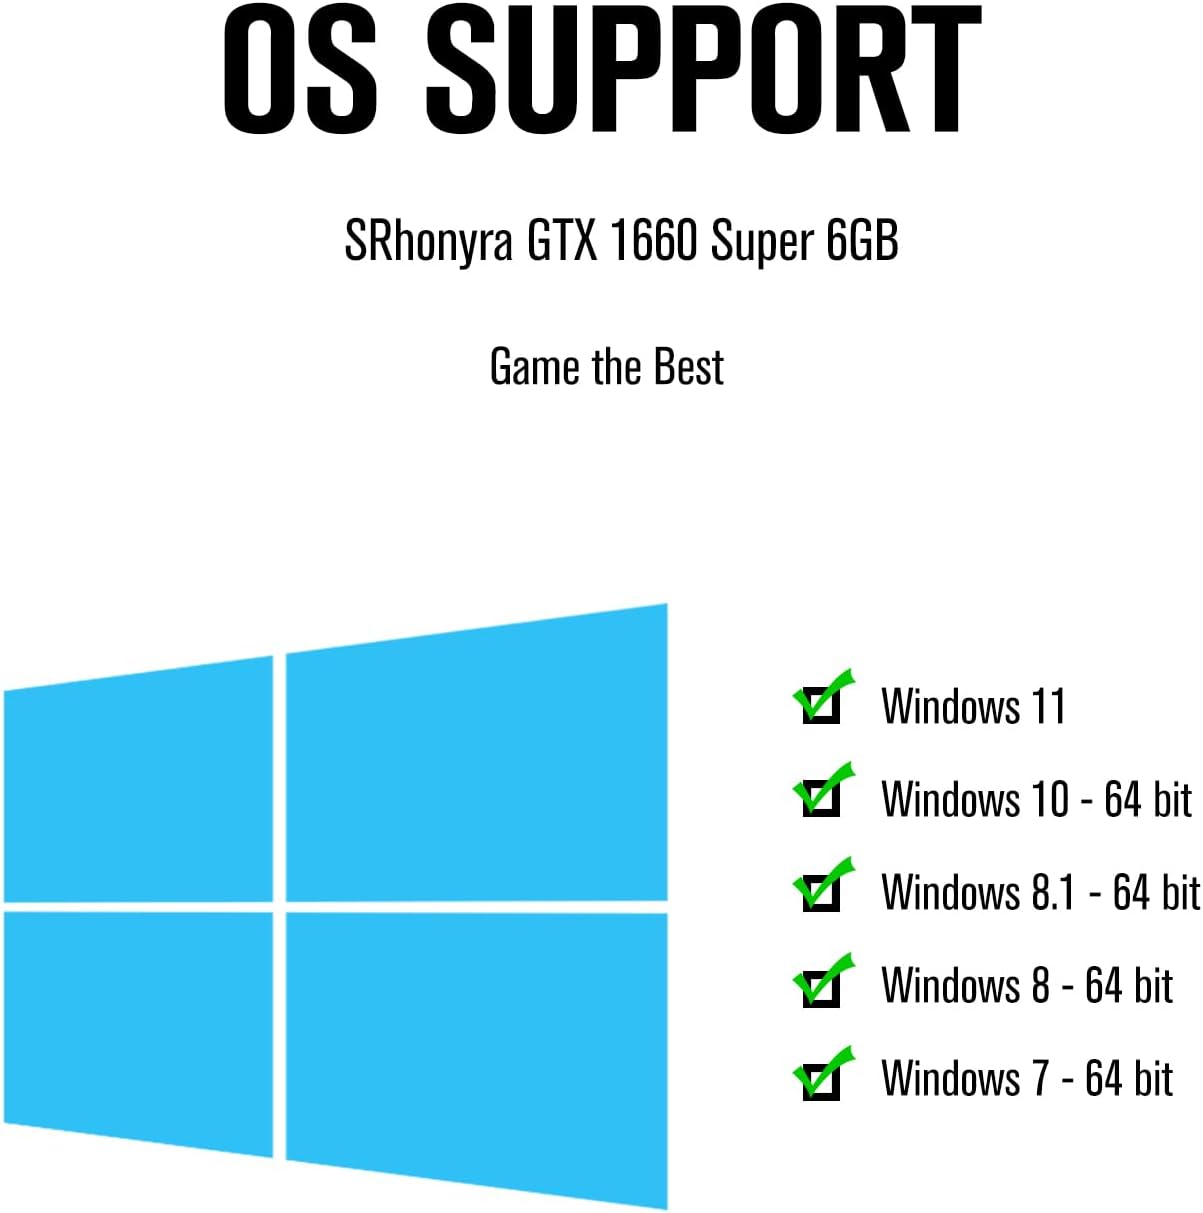 OS SUPPORT
SRhonyra GTX 1660 Super 6GB
Game the Best
Windows 11
Windows 10 - 64 bit
Windows 8.1 - 64 bit
Windows 8 - 64 bit
Windows 7 - 64 bit